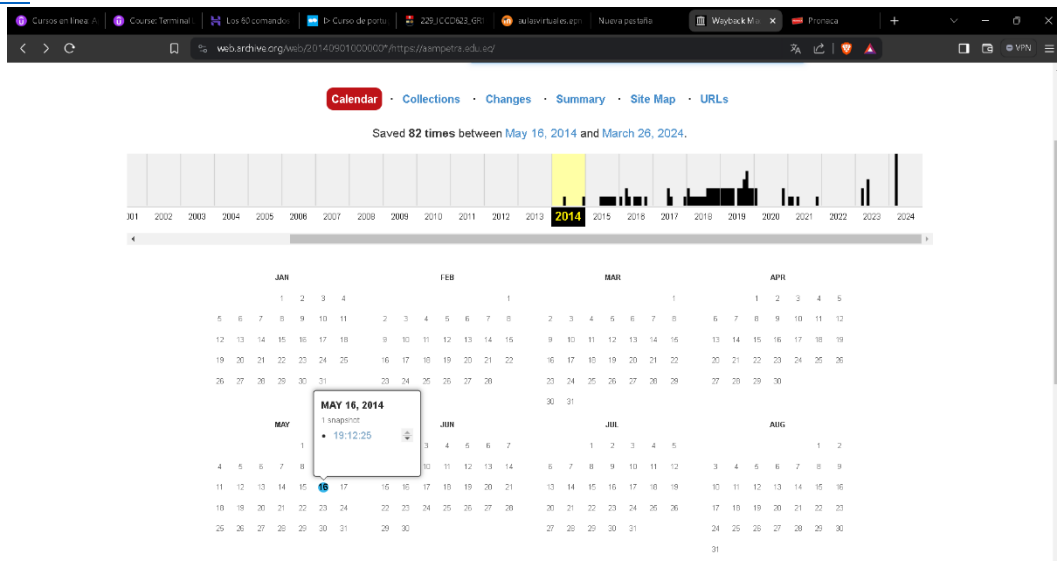 Cursos en línea: A Course: Terminal Los 60 comandos Curso de portu 229_ICCD623_GR aulasvirtuales.epn Nueva pestaña Wayback Ma Pronaca
web.archive.org/web/20140901000000*/https://aampetra.edu.ec/ VPN
Calendar · Collections · Changes · Summary · Site Map · URLs
Saved 82 times between May 16, 2014 and March 26, 2024.
001 2002 2003 2004 2005 2006 2007 2008 2009 2010 2011 2012 2013 2014 2015 2016 2017 2018 2019 2020 2021 2022 2023 2024
JAN FEB MAR APR
1 2 3 4 1 1 1 2 3 4 5
5 6 7 8 9 10 11 2 3 4 5 6 7 8 2 3 4 5 6 7 8 6 7 8 9 10 11 12
12 13 14 15 16 17 18 9 10 11 12 13 14 15 9 10 11 12 13 14 15 13 14 15 16 17 18 19
19 20 21 22 23 24 25 16 17 18 19 20 21 22 16 17 18 19 20 21 22 20 21 22 23 24 25 26
26 27 28 29 30 31 23 24 25 26 27 28 23 24 25 26 27 28 29 27 28 29 30
30 31
MAY 16, 2014
1 snapshot
• 19:12:25
MAY JUN JUL AUG
1 3 4 5 6 7 1 2 3 4 5 1 2
4 5 6 7 8 10 11 12 13 14 6 7 8 9 10 11 12 3 4 5 6 7 8 9
11 12 13 14 15 16 17 15 16 17 18 19 20 21 13 14 15 16 17 18 19 10 11 12 13 14 15 16
18 19 20 21 22 23 24 22 23 24 25 26 27 28 20 21 22 23 24 25 26 17 18 19 20 21 22 23
25 26 27 28 29 30 31 29 30 27 28 29 30 31 24 25 26 27 28 29 30
31